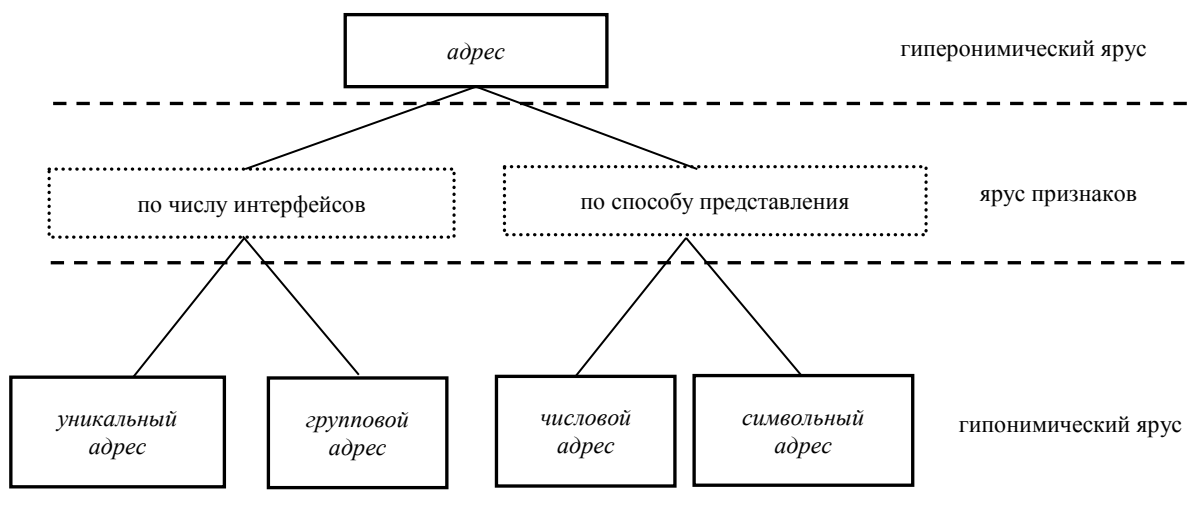 адрес
гиперонимический ярус
по числу интерфейсов
по способу представления
ярус признаков
уникальный
адрес
групповой
адрес
числовой
адрес
символьный
адрес
гипонимический ярус